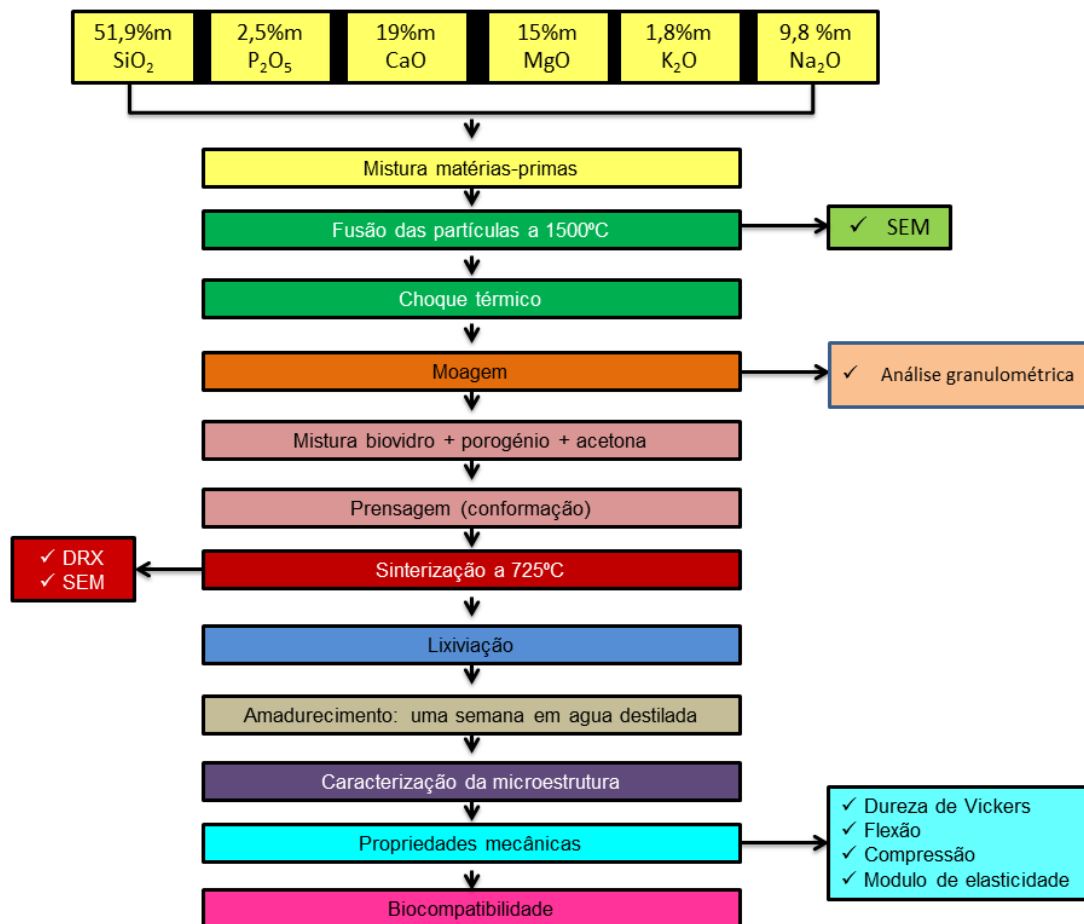 51,9%m
SiO₂
2,5%m
P₂O₅
19%m
CaO
15%m
MgO
1,8%m
K₂O
9,8 %m
Na₂O
Mistura matérias-primas
Fusão das partículas a 1500ºC
✓ SEM
Choque térmico
Moagem
✓ Análise granulométrica
Mistura biovidro + porogénio + acetona
Prensagem (conformação)
✓ DRX
✓ SEM
Sinterização a 725ºC
Lixiviação
Amadurecimento: uma semana em agua destilada
Caracterização da microestrutura
Propriedades mecânicas
✓ Dureza de Vickers
✓ Flexão
✓ Compressão
✓ Modulo de elasticidade
Biocompatibilidade